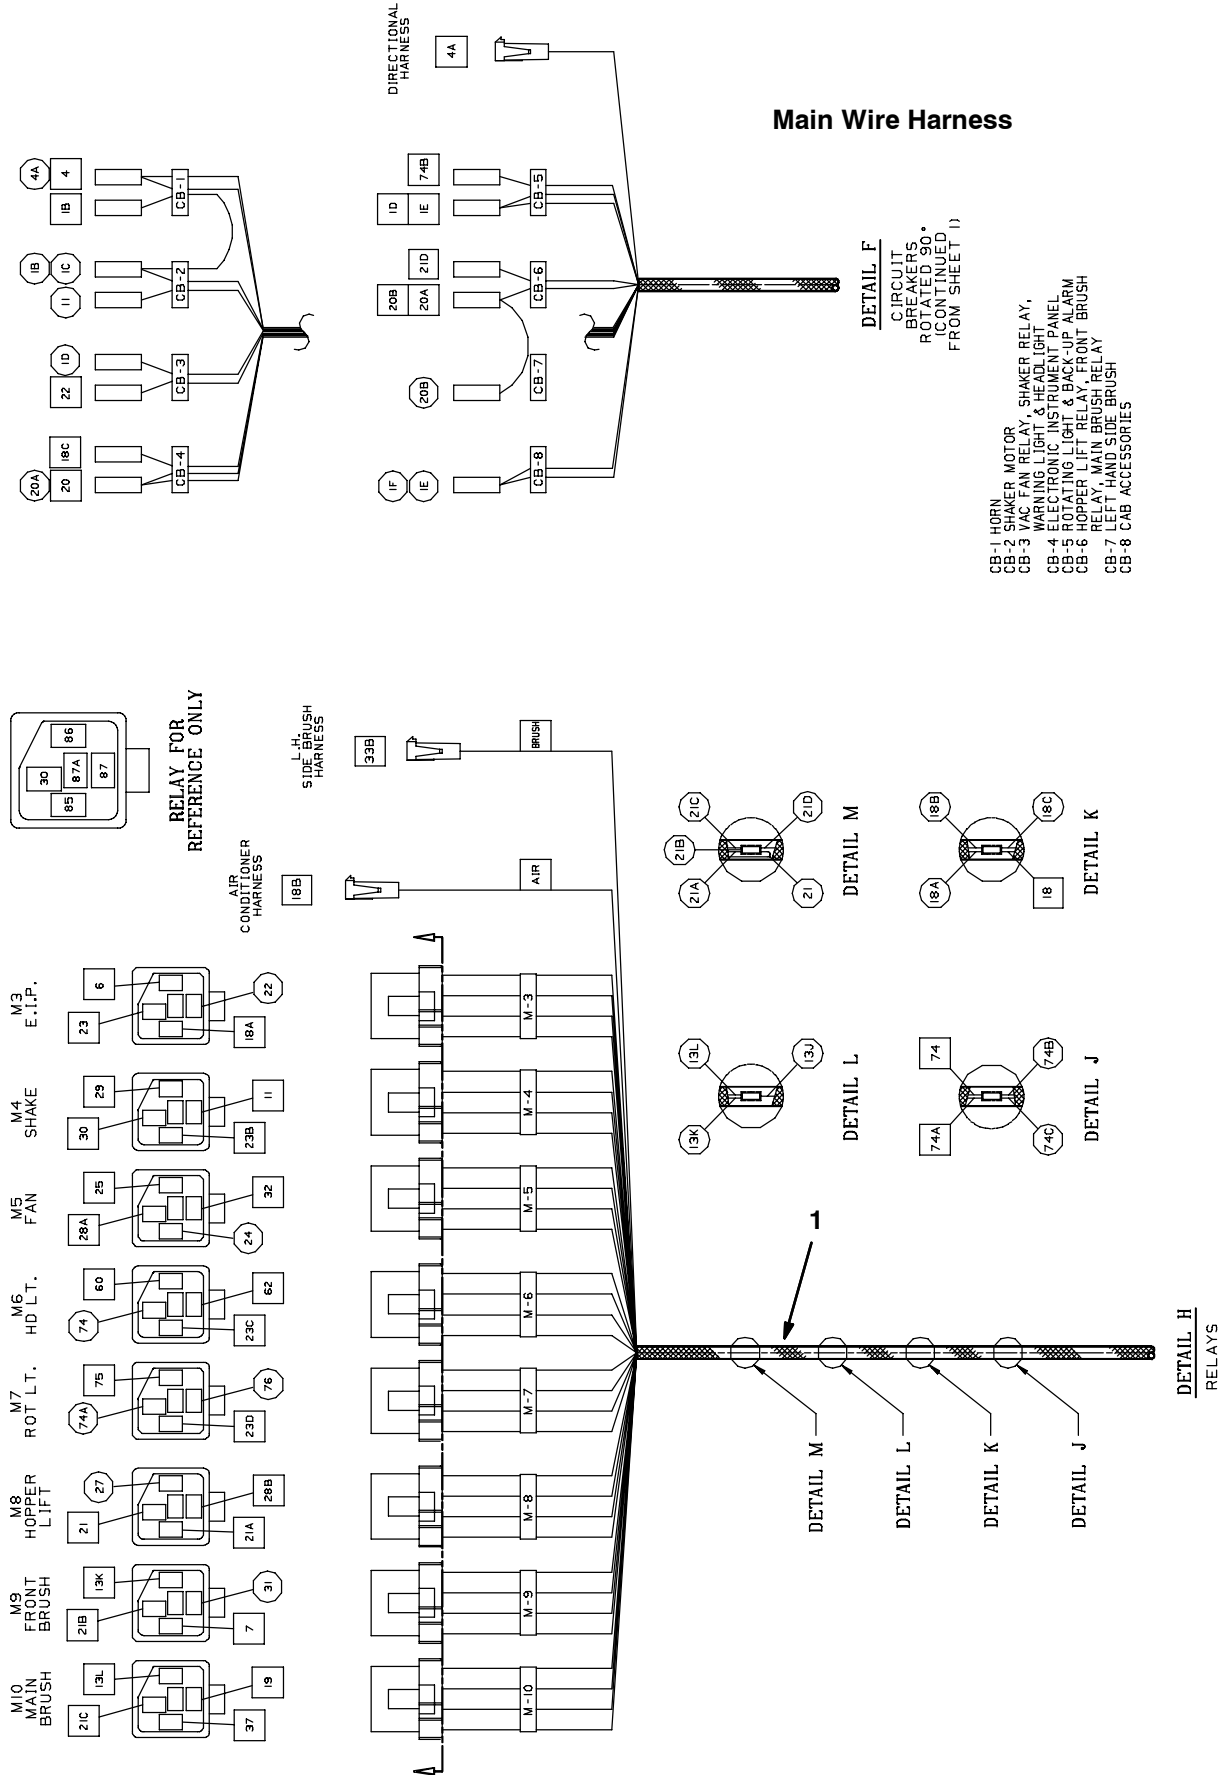 Main Wire Harness
4A
4
1B
CB-1
1B
1C
11
CB-2
1D
22
CB-3
18C
20A
20
CB-4
DIRECTIONAL
HARNESS
4A
74B
1D
1E
CB-5
21D
20B
20A
CB-6
20B
CB-7
1F
1E
CB-8
DETAIL F
CIRCUIT
BREAKERS
ROTATED 90°
(CONTINUED
FROM SHEET 1)
CB-1 HORN
CB-2 SHAKER MOTOR
CB-3 VAC FAN RELAY, SHAKER RELAY,
WARNING LIGHT & HEADLIGHT
CB-4 ELECTRONIC INSTRUMENT PANEL
CB-5 ROTATING LIGHT & BACK-UP ALARM
CB-6 HOPPER LIFT RELAY, FRONT BRUSH
RELAY, MAIN BRUSH RELAY
CB-7 LEFT HAND SIDE BRUSH
CB-8 CAB ACCESSORIES
86
30
87A
87
85
RELAY FOR
REFERENCE ONLY
L.H.
SIDE BRUSH
HARNESS
33B
BRUSH
AIR
CONDITIONER
HARNESS
18B
AIR
M3
E.I.P.
6
23
22
18A
M-3
M4
SHAKE
29
30
11
23B
M-4
M5
FAN
25
28A
32
24
M-5
M6
HD LT.
60
74
62
23C
M-6
M7
ROT LT.
75
74A
76
23D
M-7
M8
HOPPER
LIFT
27
21
28B
21A
M-8
M9
FRONT
BRUSH
13K
21B
31
7
M-9
M10
MAIN
BRUSH
13L
21C
19
37
M-10
21C
21D
21B
21A
21
DETAIL M
18B
18C
18A
18
DETAIL K
13L
13J
13K
DETAIL L
74
74B
74A
74C
DETAIL J
1
DETAIL M
DETAIL L
DETAIL K
DETAIL J
DETAIL H
RELAYS